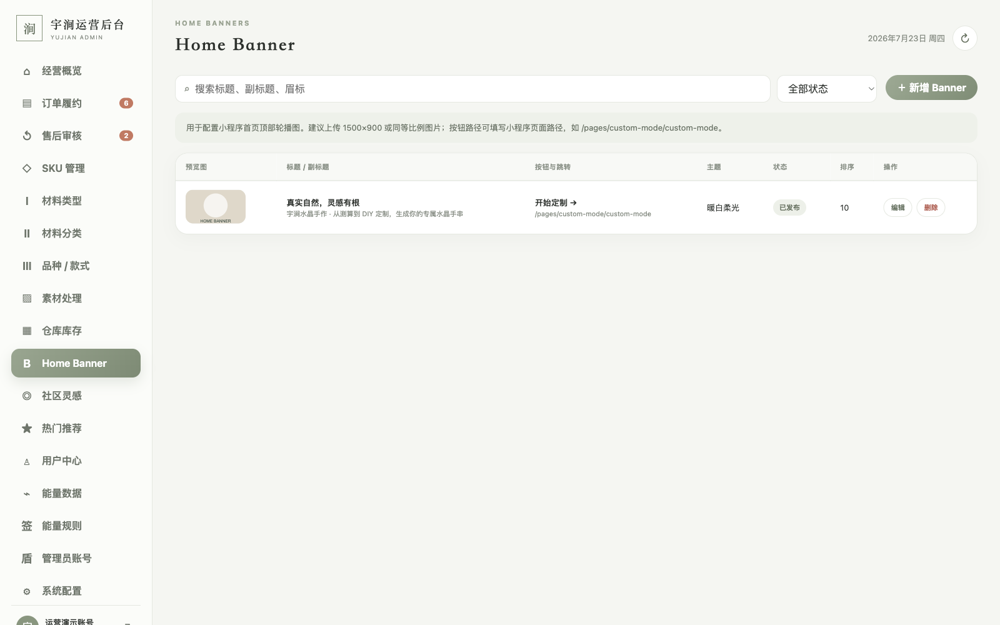 涧
宇涧运营后台
YUJIAN ADMIN
经营概览
订单履约 6
售后审核 2
SKU 管理
I 材料类型
II 材料分类
III 品种 / 款式
素材处理
仓库库存
B Home Banner
社区灵感
热门推荐
用户中心
能量数据
签 能量规则
盾 管理员账号
系统配置
运营演示账号
HOME BANNERS
Home Banner
2026年7月23日 周四
搜索标题、副标题、眉标
全部状态
+ 新增 Banner
用于配置小程序首页顶部轮播图。建议上传 1500×900 或同等比例图片；按钮路径可填写小程序页面路径，如 /pages/custom-mode/custom-mode。
预览图 标题 / 副标题 按钮与跳转 主题 状态 排序 操作
HOME BANNER
真实自然，灵感有根
宇涧水晶手作 · 从测算到 DIY 定制，生成你的专属水晶手串
开始定制 →
/pages/custom-mode/custom-mode
暖白柔光
已发布
10
编辑
删除